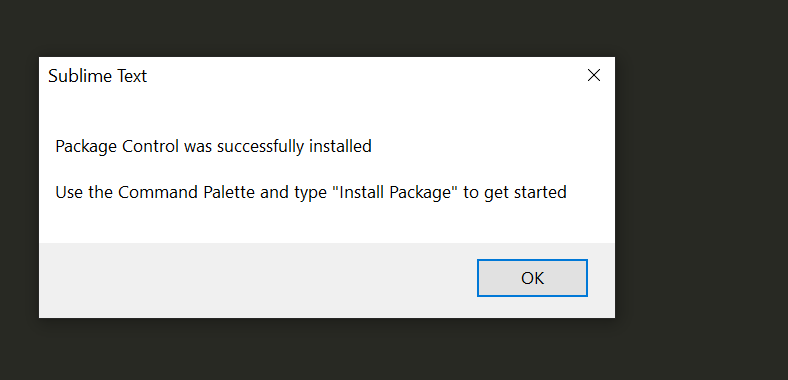 Sublime Text
Package Control was successfully installed
Use the Command Palette and type "Install Package" to get started
OK